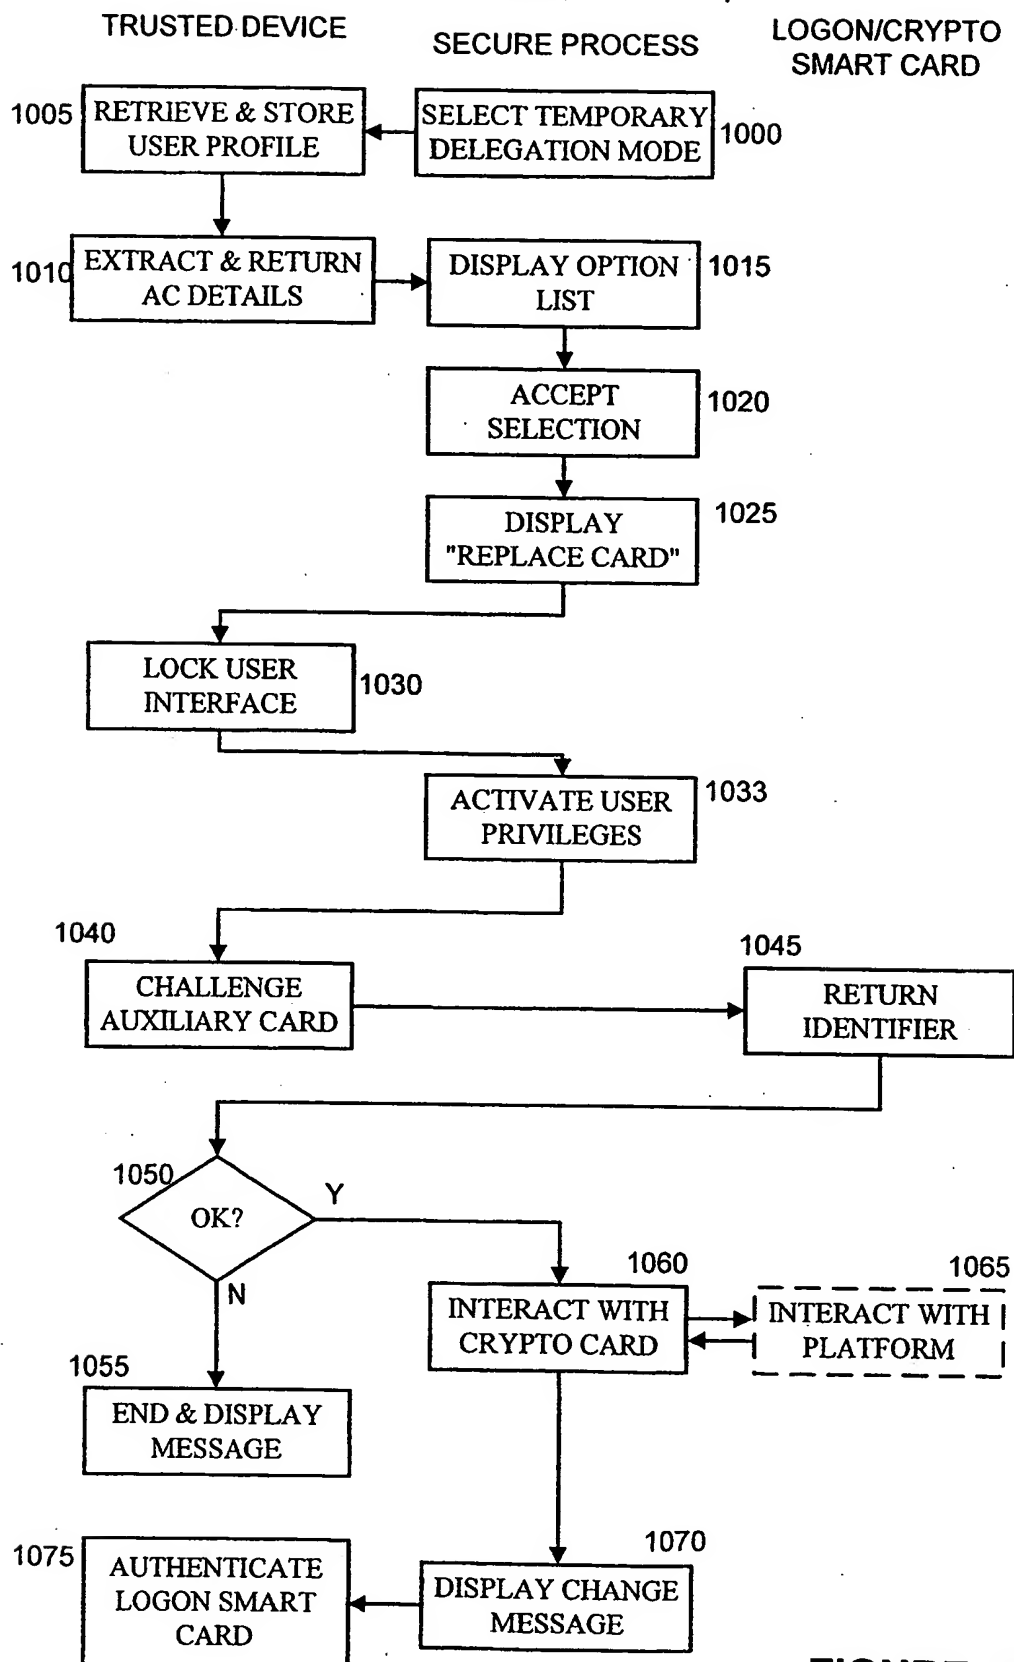 TRUSTED DEVICE
SECURE PROCESS
LOGON/CRYPTO
SMART CARD
1005
RETRIEVE & STORE
USER PROFILE
SELECT TEMPORARY
DELEGATION MODE
1000
1010
EXTRACT & RETURN
AC DETAILS
DISPLAY OPTION
LIST
1015
ACCEPT
SELECTION
1020
DISPLAY
"REPLACE CARD"
1025
LOCK USER
INTERFACE
1030
ACTIVATE USER
PRIVILEGES
1033
1040
CHALLENGE
AUXILIARY CARD
1045
RETURN
IDENTIFIER
1050
OK?
Y
N
1060
INTERACT WITH
CRYPTO CARD
1065
INTERACT WITH
PLATFORM
1055
END & DISPLAY
MESSAGE
1070
DISPLAY CHANGE
MESSAGE
1075
AUTHENTICATE
LOGON SMART
CARD